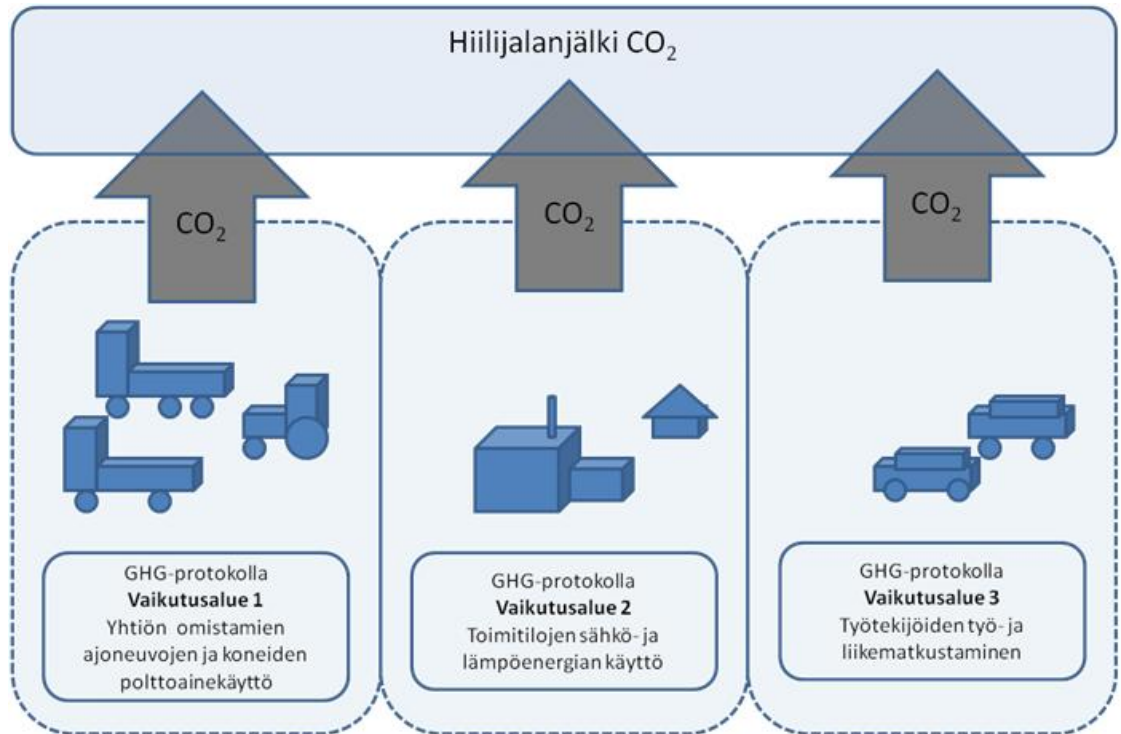 Hiilijalanjälki CO₂
CO₂
CO₂
CO₂
GHG-protokolla
Vaikutusalue 1
Yhtiön omistamien
ajoneuvojen ja koneiden
polttoainekäyttö
GHG-protokolla
Vaikutusalue 2
Toimitilojen sähkö- ja
lämpöenergian käyttö
GHG-protokolla
Vaikutusalue 3
Työtekijöiden työ- ja
liikematkustaminen